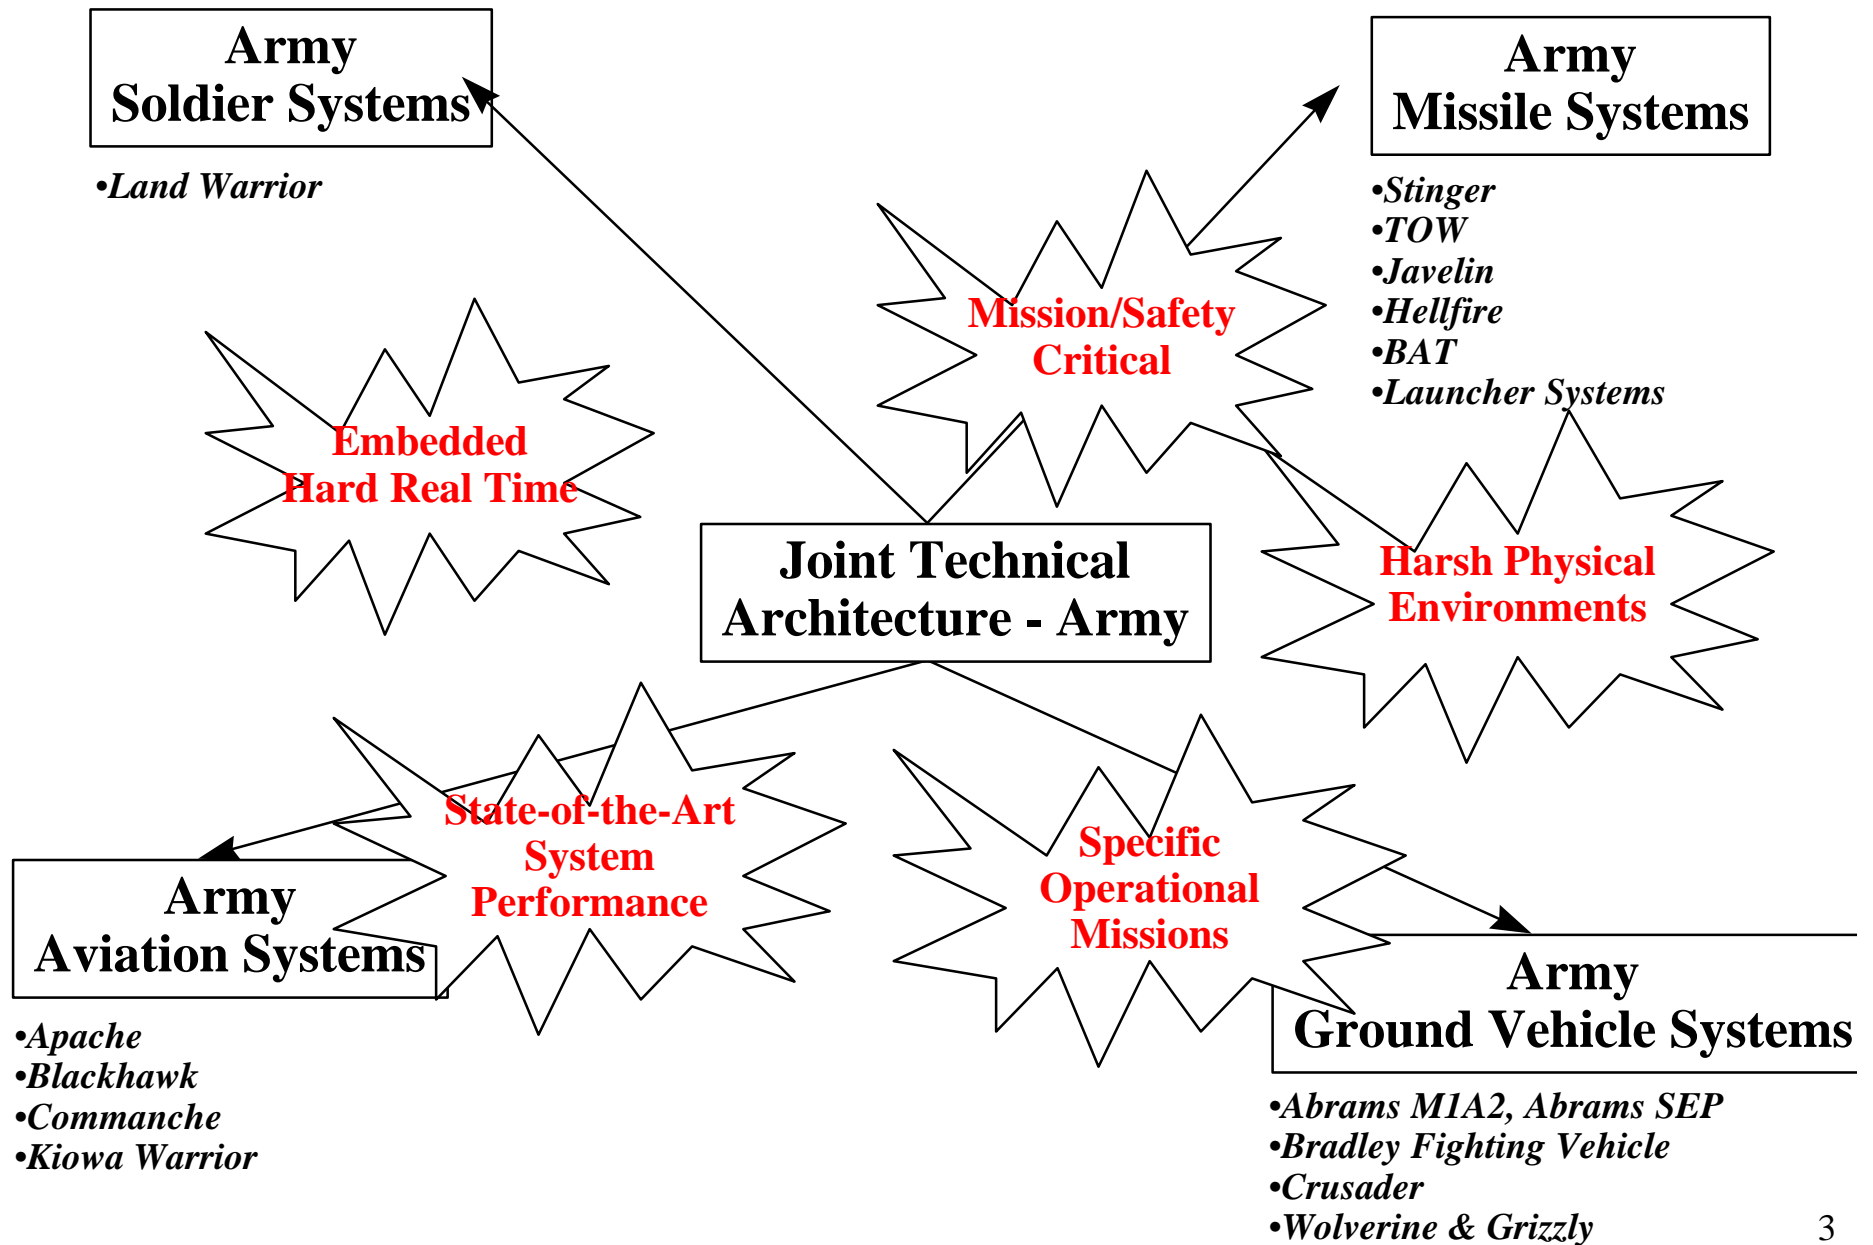 Army
Soldier Systems
•Land Warrior
Army
Missile Systems
•Stinger
•TOW
•Javelin
•Hellfire
•BAT
•Launcher Systems
Mission/Safety
Critical
Embedded
Hard Real Time
Joint Technical
Architecture - Army
Harsh Physical
Environments
State-of-the-Art
System
Performance
Specific
Operational
Missions
Army
Aviation Systems
•Apache
•Blackhawk
•Commanche
•Kiowa Warrior
Army
Ground Vehicle Systems
•Abrams M1A2, Abrams SEP
•Bradley Fighting Vehicle
•Crusader
•Wolverine & Grizzly
3